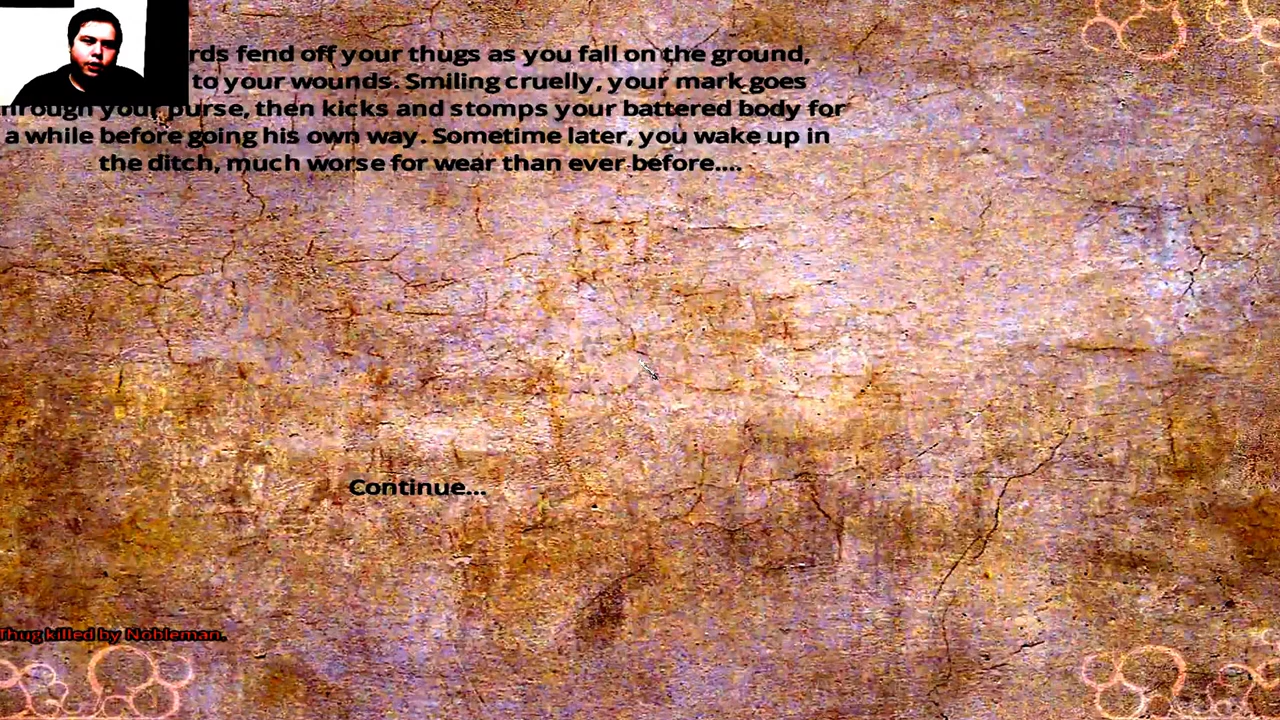 rds fend off your thugs as you fall on the ground,
to your wounds. Smiling cruelly, your mark goes
hrough your purse, then kicks and stomps your battered body for
a while before going his own way. Sometime later, you wake up in
the ditch, much worse for wear than ever before....
Continue...
Thug killed by Nobleman.